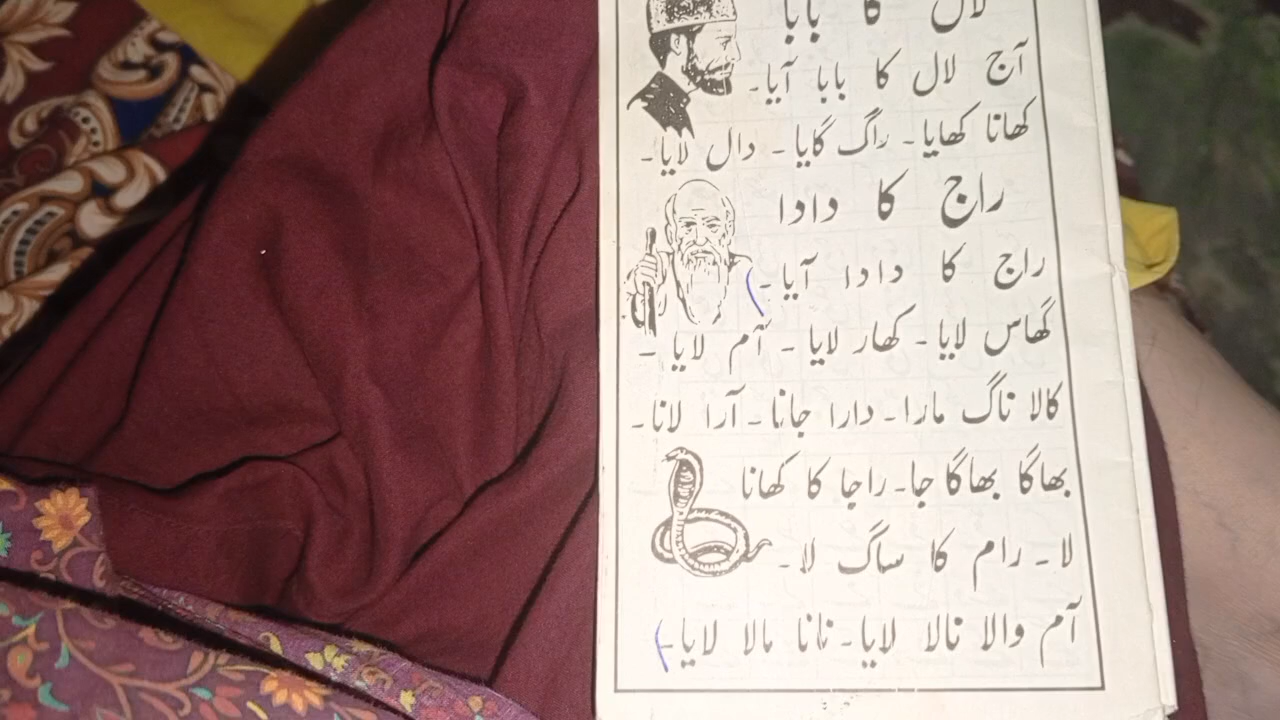 لال کا بابا
آج لال کا بابا آیا۔
کھانا کھایا۔ راگ گایا۔ دال لایا۔
راج کا دادا
راج کا دادا آیا۔
گھاس لایا۔ کھار لایا۔ آم لایا۔
کالا ناگ مارا۔ دارا جانا۔ آرا لانا۔
بھاگا بھاگا جا۔ راجا کا کھانا
لا۔ رام کا ساگ لا۔
آم والا نالا لایا۔ نانا مالا لایا۔